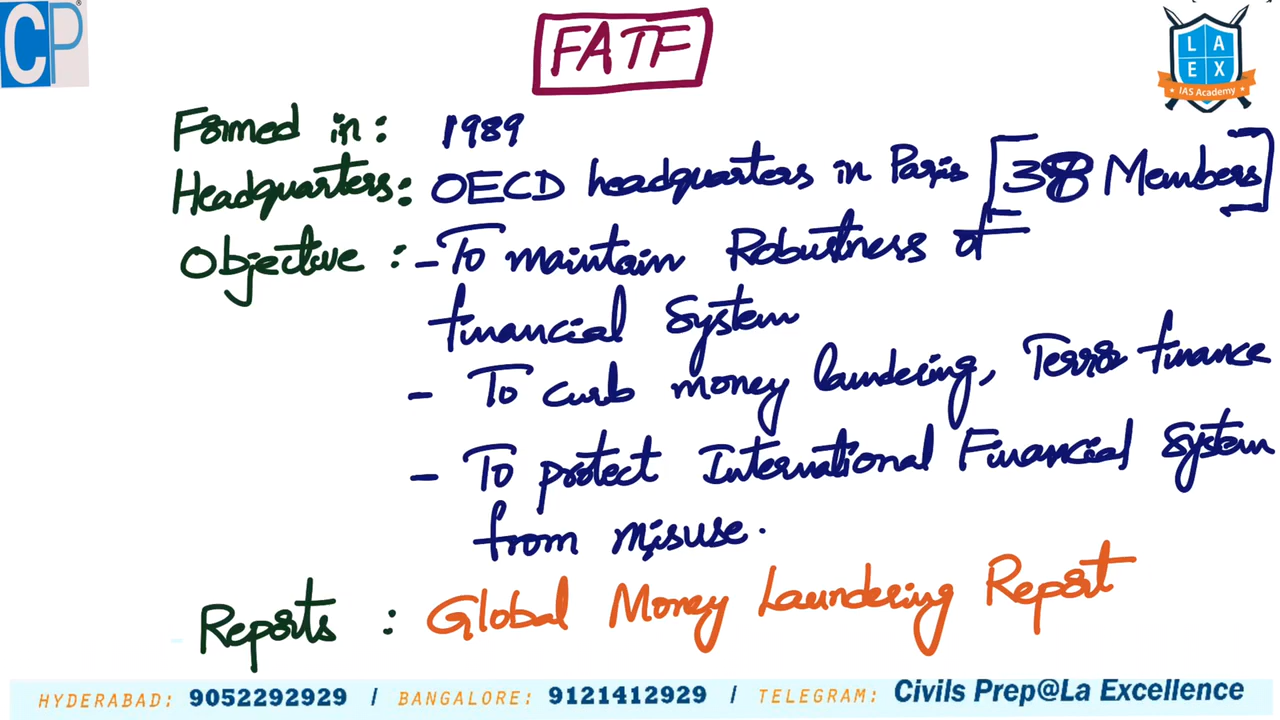 CP
FATF
L A
E X
IAS Academy
Formed in : 1989
Headquarters : OECD headquarters in Paris [38 Members]
Objective : - To maintain Robustness of
financial System
- To curb money laundering, Terror finance
- To protect International Financial System
from misuse.
Reports : Global Money Laundering Report
HYDERABAD: 9052292929 / BANGALORE: 9121412929 / TELEGRAM: Civils Prep@La Excellence